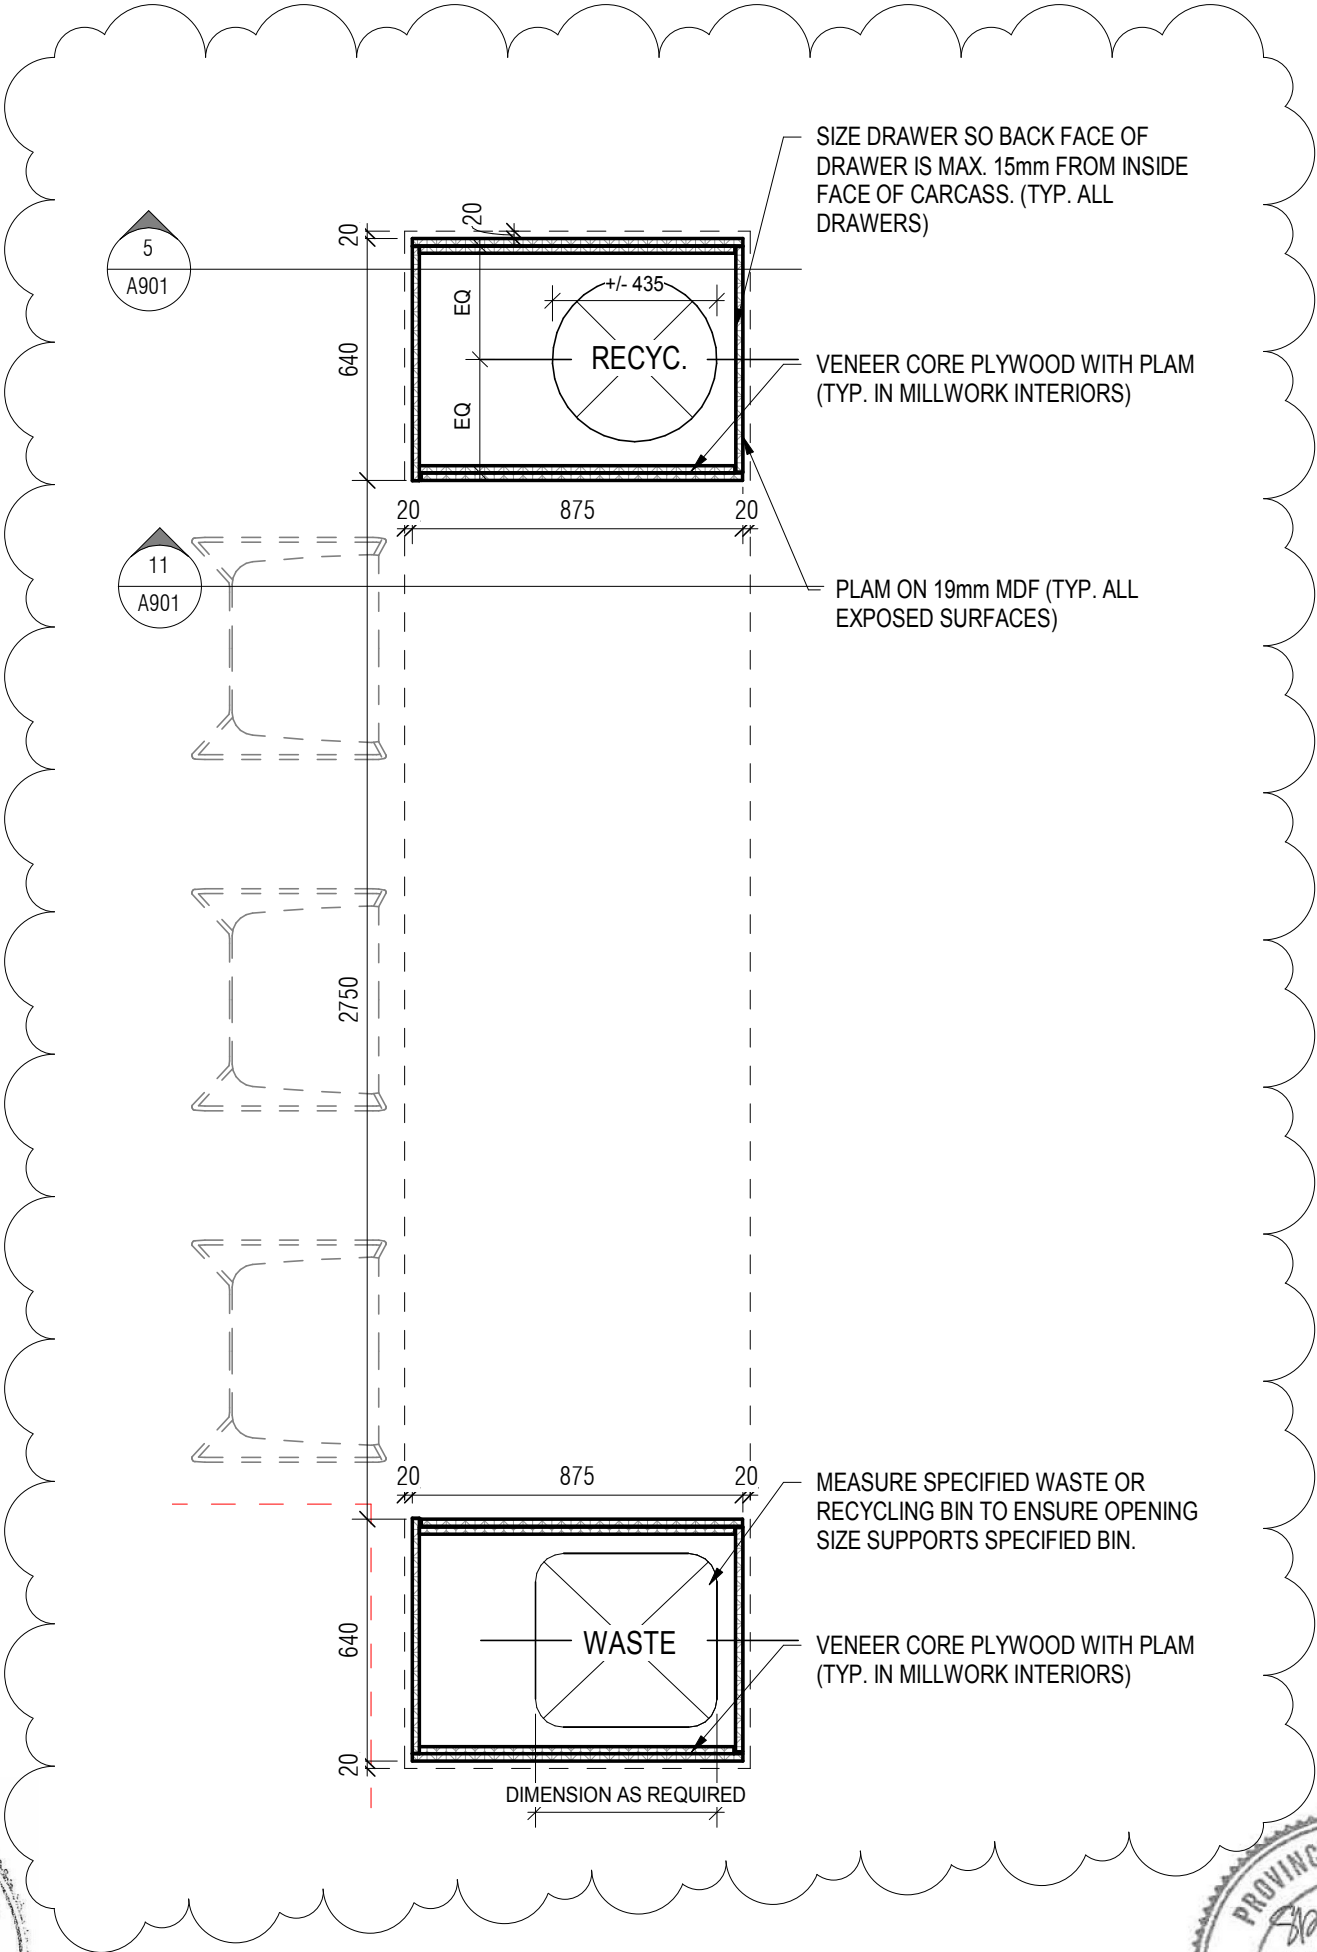 SIZE DRAWER SO BACK FACE OF
DRAWER IS MAX. 15mm FROM INSIDE
FACE OF CARCASS. (TYP. ALL
DRAWERS)
20
20
5
A901
+/- 435
EQ
RECYC.
640
EQ
VENEER CORE PLYWOOD WITH PLAM
(TYP. IN MILLWORK INTERIORS)
20
875
20
11
A901
PLAM ON 19mm MDF (TYP. ALL
EXPOSED SURFACES)
2750
20
875
20
MEASURE SPECIFIED WASTE OR
RECYCLING BIN TO ENSURE OPENING
SIZE SUPPORTS SPECIFIED BIN.
640
WASTE
VENEER CORE PLYWOOD WITH PLAM
(TYP. IN MILLWORK INTERIORS)
20
DIMENSION AS REQUIRED